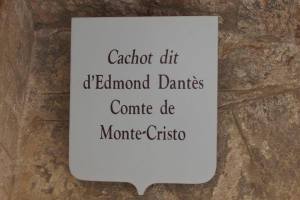 Cachot dit
d'Edmond Dantès
Comte de
Monte-Cristo